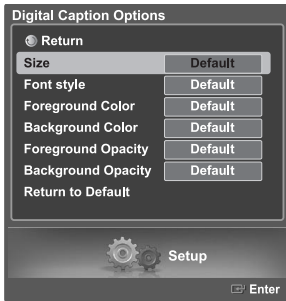 Digital Caption Options
Return
Size Default
Font style Default
Foreground Color Default
Background Color Default
Foreground Opacity Default
Background Opacity Default
Return to Default
Setup
Enter